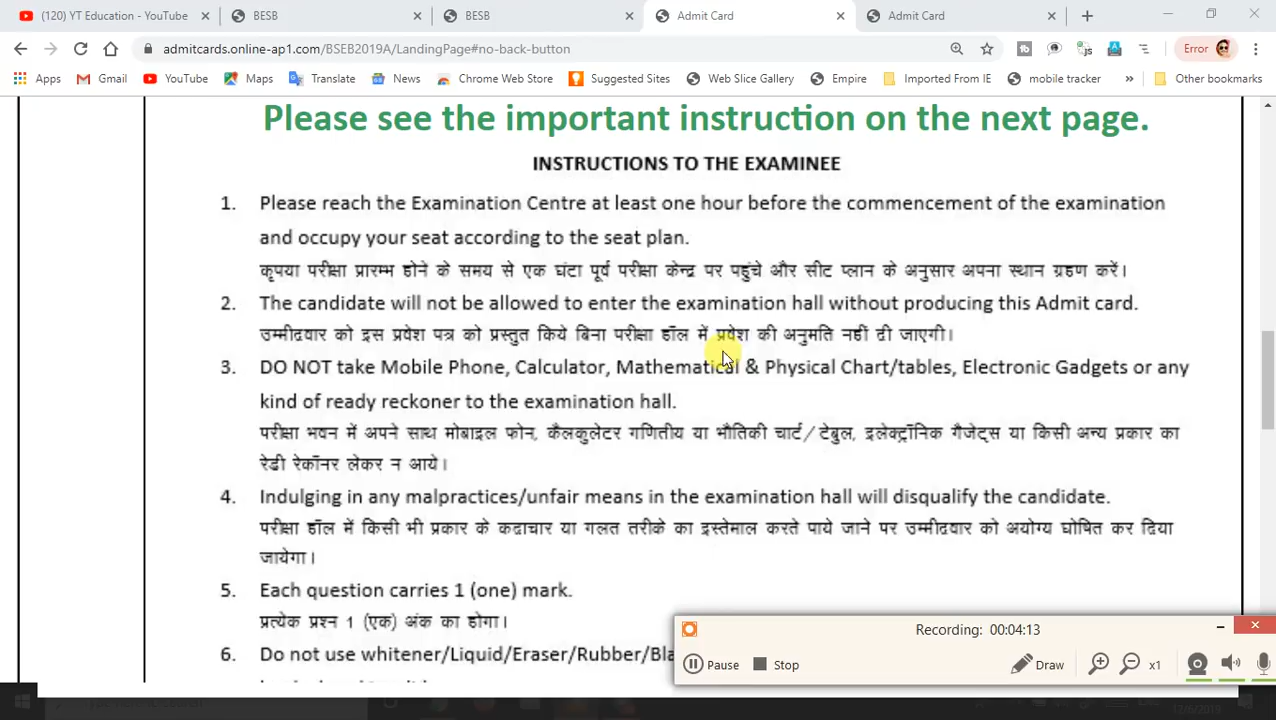 (120) YT Education - YouTube × BESB × BESB × Admit Card × Admit Card ×
admitcards.online-ap1.com/BSEB2019A/LandingPage#no-back-button Error
Apps Gmail YouTube Maps Translate News Chrome Web Store Suggested Sites Web Slice Gallery Empire Imported From IE mobile tracker » Other bookmarks
Please see the important instruction on the next page.
INSTRUCTIONS TO THE EXAMINEE
1. Please reach the Examination Centre at least one hour before the commencement of the examination
and occupy your seat according to the seat plan.
कृपया परीक्षा प्रारम्भ होने के समय से एक घंटा पूर्व परीक्षा केन्द्र पर पहुंचे और सीट प्लान के अनुसार अपना स्थान ग्रहण करें।
2. The candidate will not be allowed to enter the examination hall without producing this Admit card.
उम्मीदवार को इस प्रवेश पत्र को प्रस्तुत किये बिना परीक्षा हॉल में प्रवेश की अनुमति नहीं दी जाएगी।
3. DO NOT take Mobile Phone, Calculator, Mathematical & Physical Chart/tables, Electronic Gadgets or any
kind of ready reckoner to the examination hall.
परीक्षा भवन में अपने साथ मोबाइल फोन, कैलकुलेटर गणितीय या भौतिकी चार्ट/टेबुल, इलेक्ट्रॉनिक गैजेट्स या किसी अन्य प्रकार का
रेडी रेकॉनर लेकर न आये।
4. Indulging in any malpractices/unfair means in the examination hall will disqualify the candidate.
परीक्षा हॉल में किसी भी प्रकार के कदाचार या गलत तरीके का इस्तेमाल करते पाये जाने पर उम्मीदवार को अयोग्य घोषित कर दिया
जायेगा।
5. Each question carries 1 (one) mark.
प्रत्येक प्रश्न 1 (एक) अंक का होगा।
6. Do not use whitener/Liquid/Eraser/Rubber/
Recording: 00:04:13
Pause Stop Draw x1